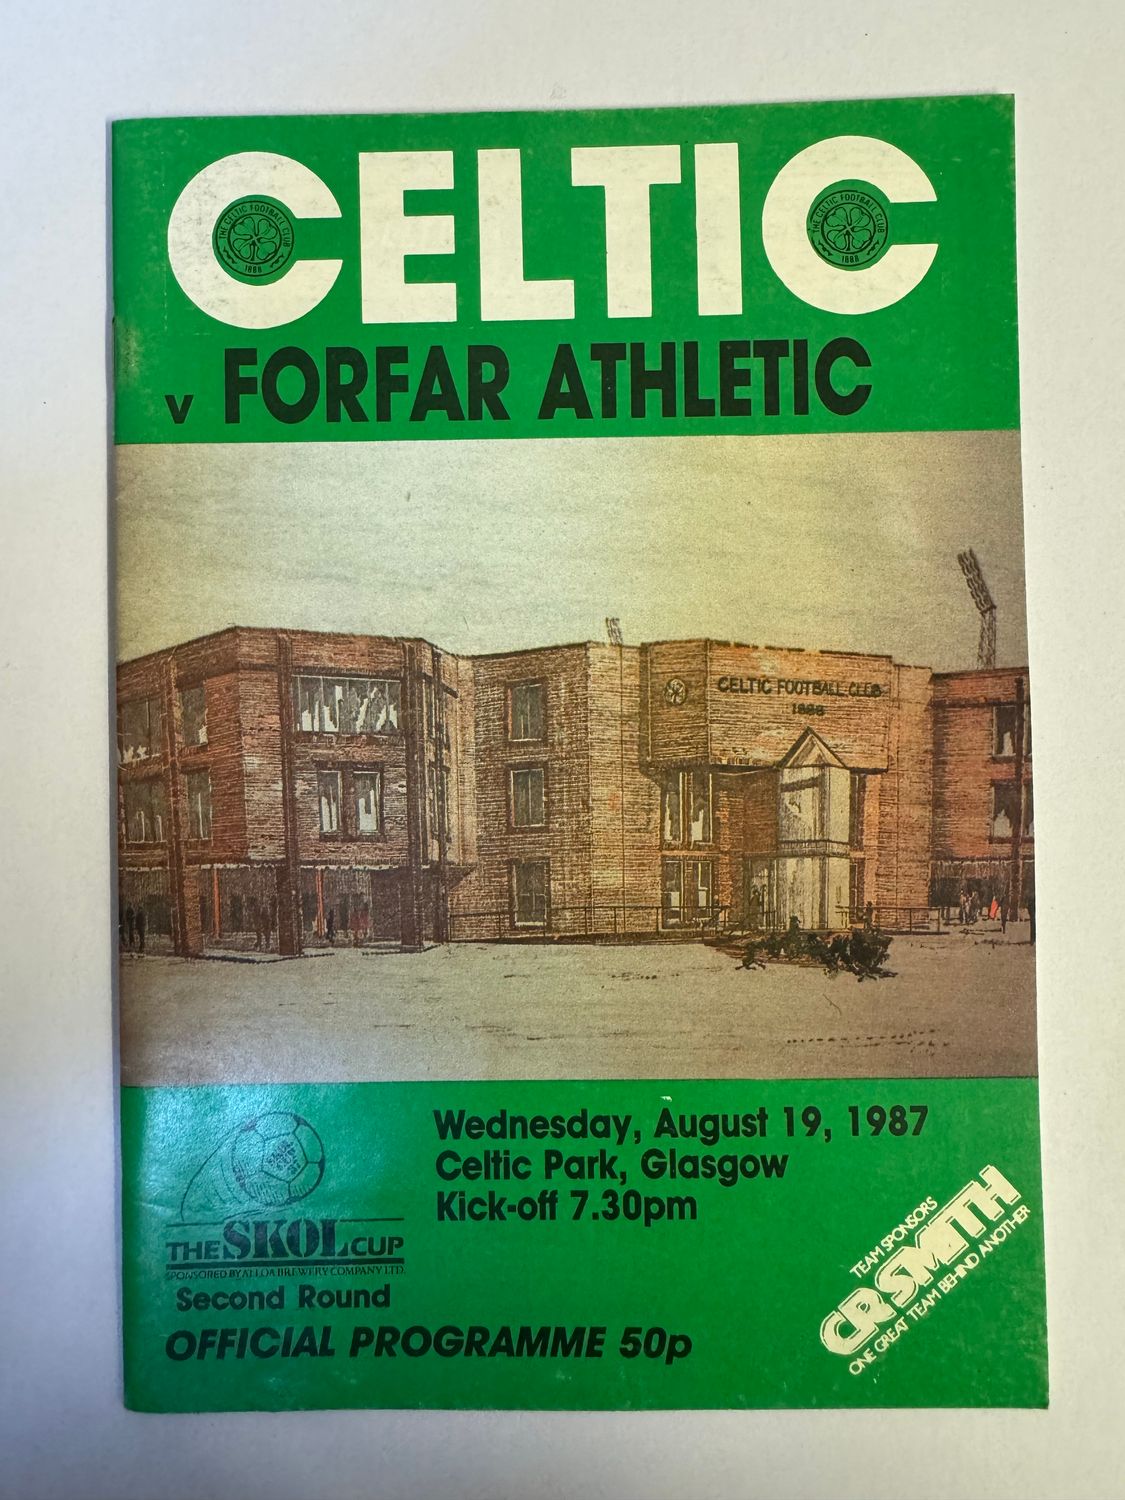 CELTIC
THE CELTIC FOOTBALL CLUB
1888
THE CELTIC FOOTBALL CLUB
1888
v FORFAR ATHLETIC
CELTIC FOOTBALL CLUB
1888
Wednesday, August 19, 1987
Celtic Park, Glasgow
Kick-off 7.30pm
THE SKOL CUP
SPONSORED BY ALLOA BREWERY COMPANY LTD.
Second Round
OFFICIAL PROGRAMME 50p
TEAM SPONSORS
CR SMITH
ONE GREAT TEAM BEHIND ANOTHER